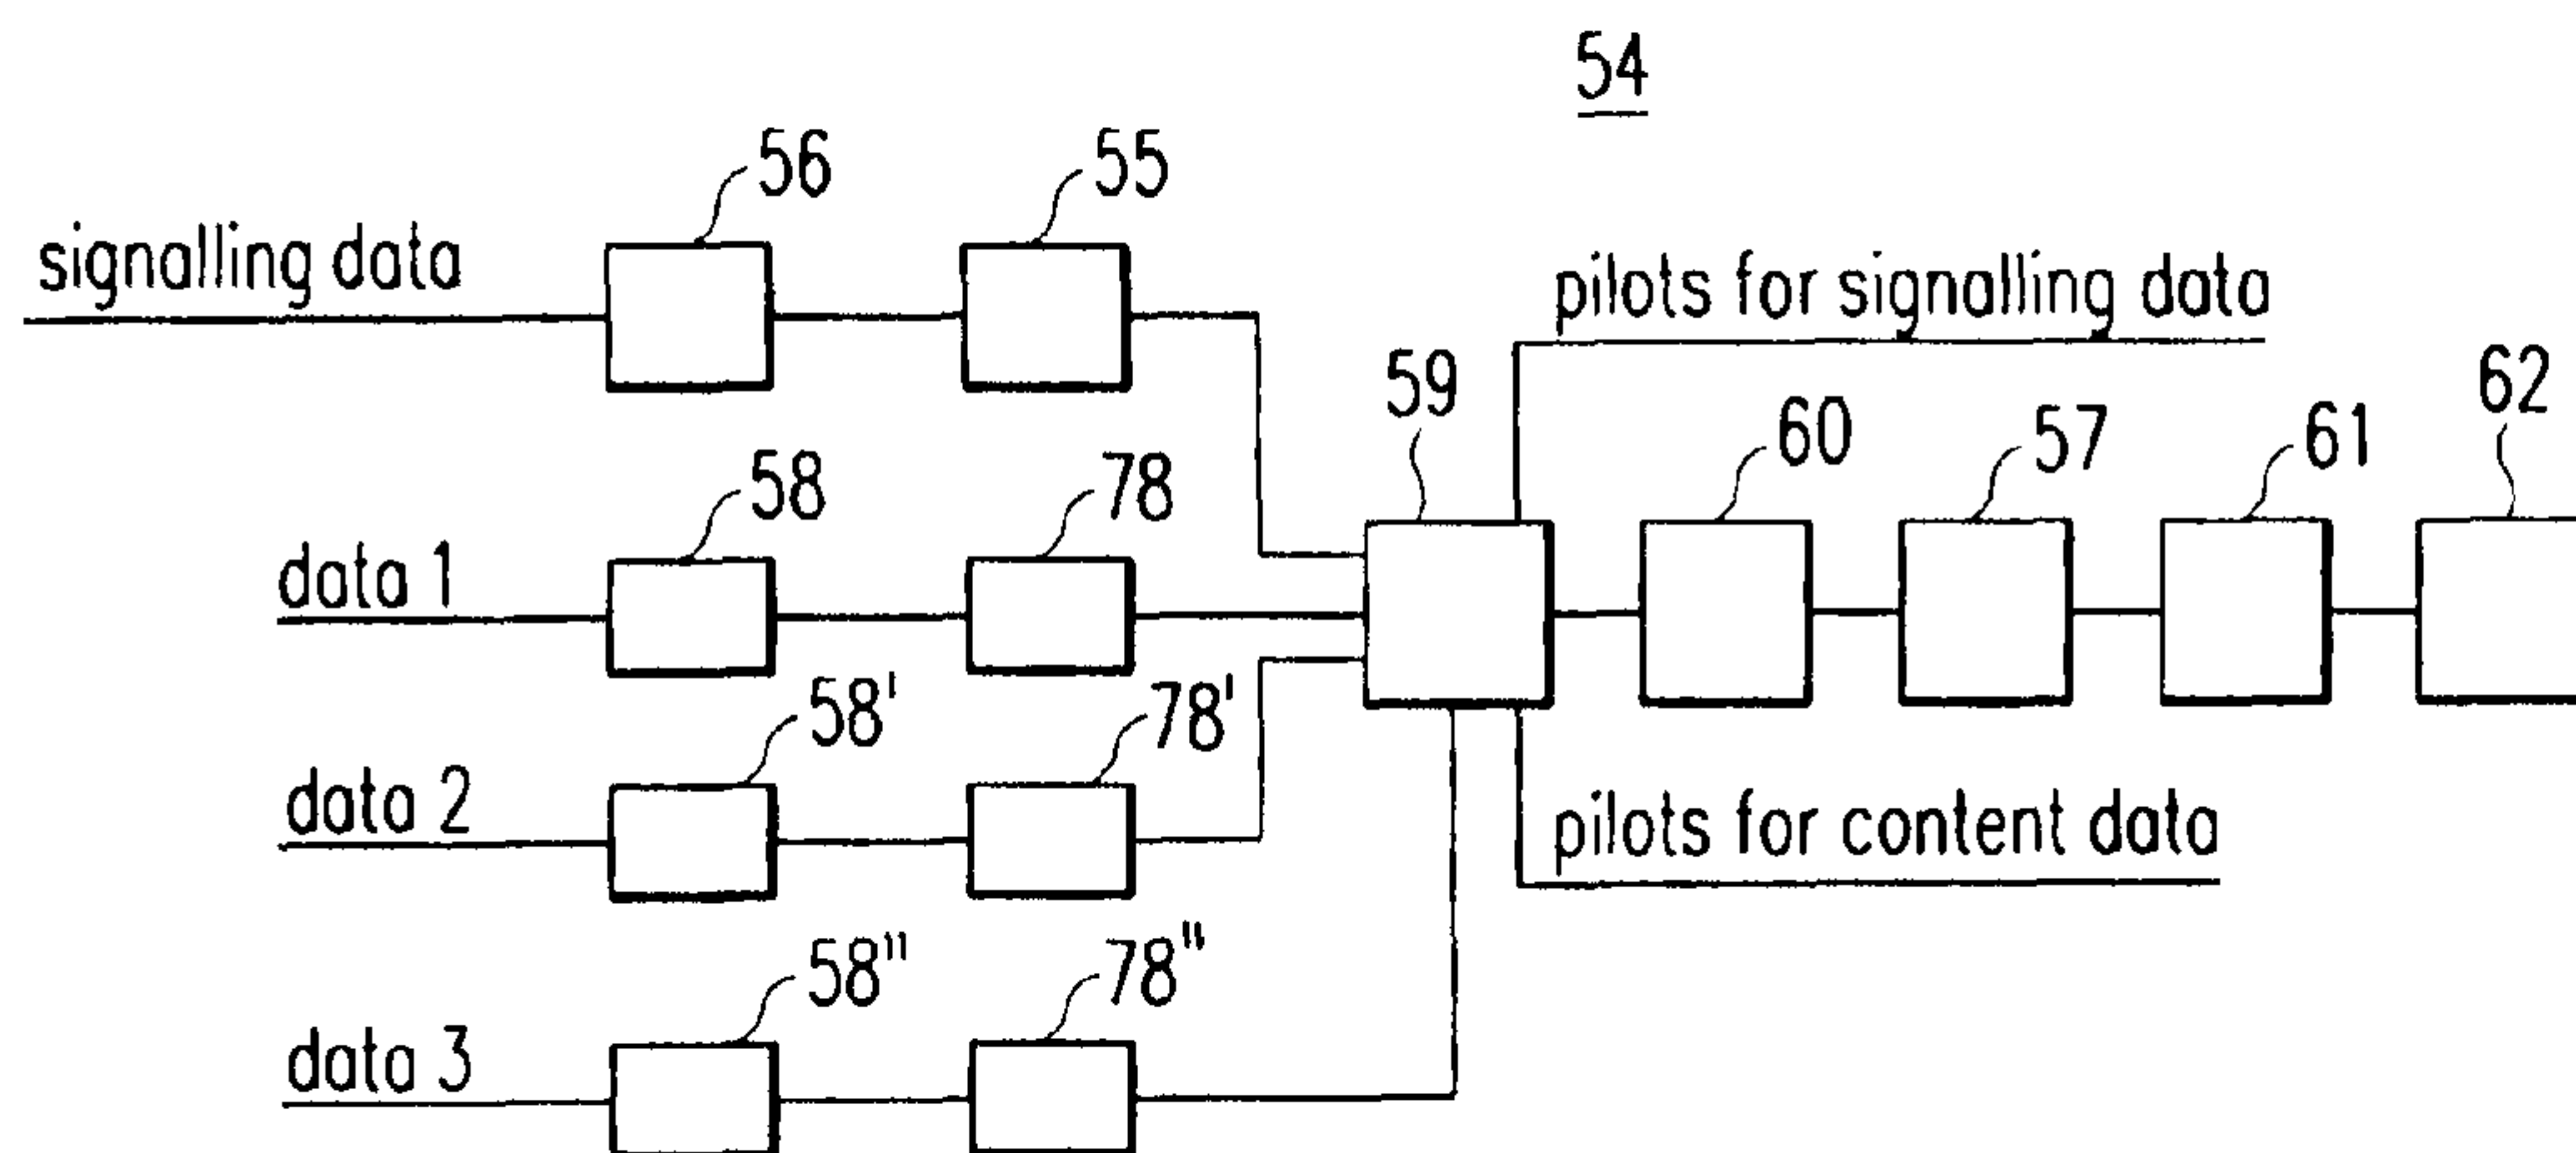 54
56
55
signalling data
pilots for signalling data
59
62
60
57
61
58
78
data 1
58'
78'
data 2
pilots for content data
58"
78"
data 3